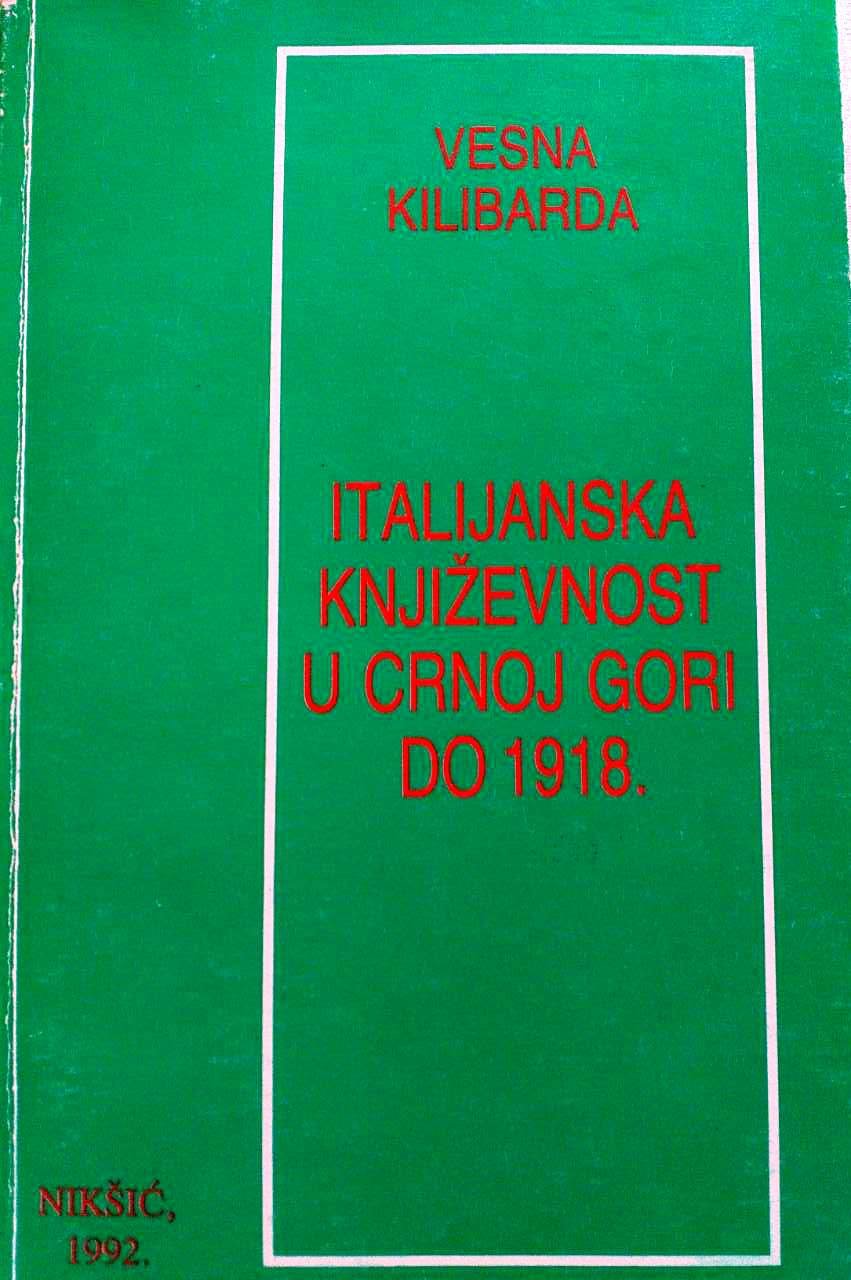 VESNA
KILIBARDA
ITALIJANSKA
KNJIŽEVNOST
U CRNOJ GORI
DO 1918.
NIKŠIĆ,
1992.